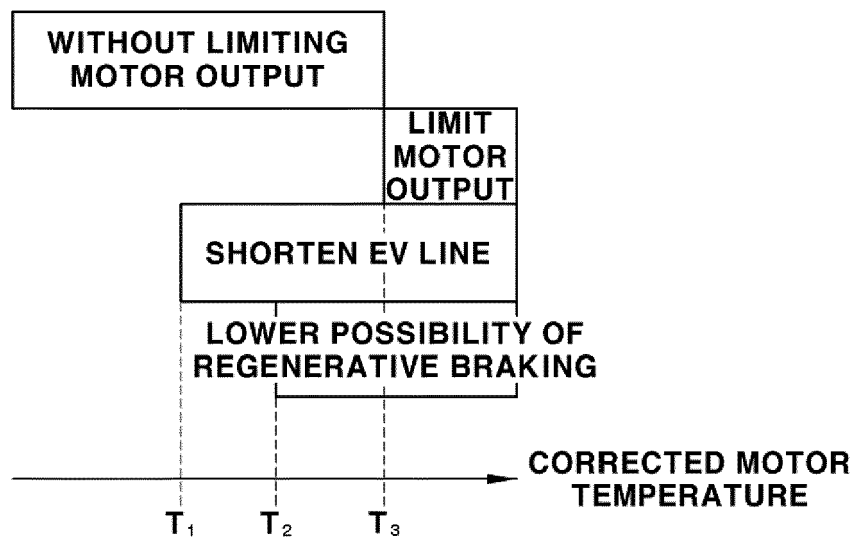 WITHOUT LIMITING
MOTOR OUTPUT
LIMIT
MOTOR
OUTPUT
SHORTEN EV LINE
LOWER POSSIBILITY OF
REGENERATIVE BRAKING
CORRECTED MOTOR
TEMPERATURE
T₁ T₂ T₃